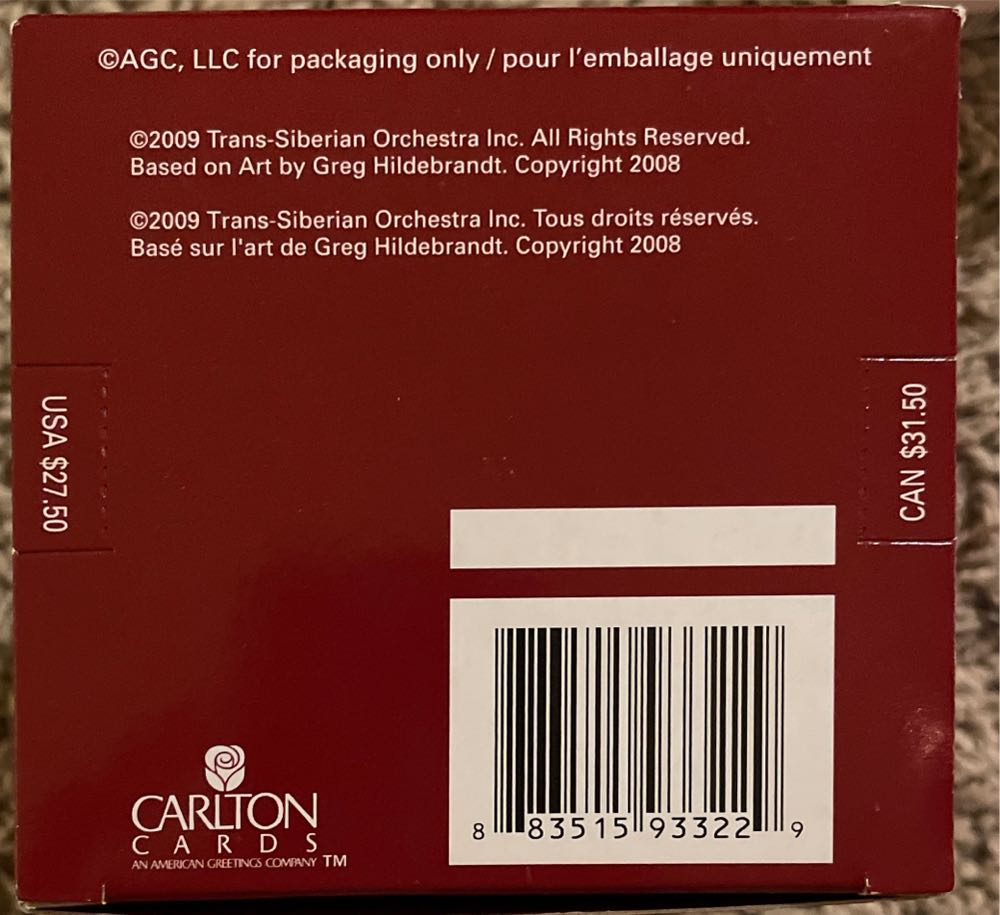 ©AGC, LLC for packaging only / pour l'emballage uniquement
©2009 Trans-Siberian Orchestra Inc. All Rights Reserved.
Based on Art by Greg Hildebrandt. Copyright 2008
©2009 Trans-Siberian Orchestra Inc. Tous droits réservés.
Basé sur l'art de Greg Hildebrandt. Copyright 2008
USA $27.50
CAN $31.50
CARLTON
CARDS
AN AMERICAN GREETINGS COMPANY TM
8 83515 93322 9